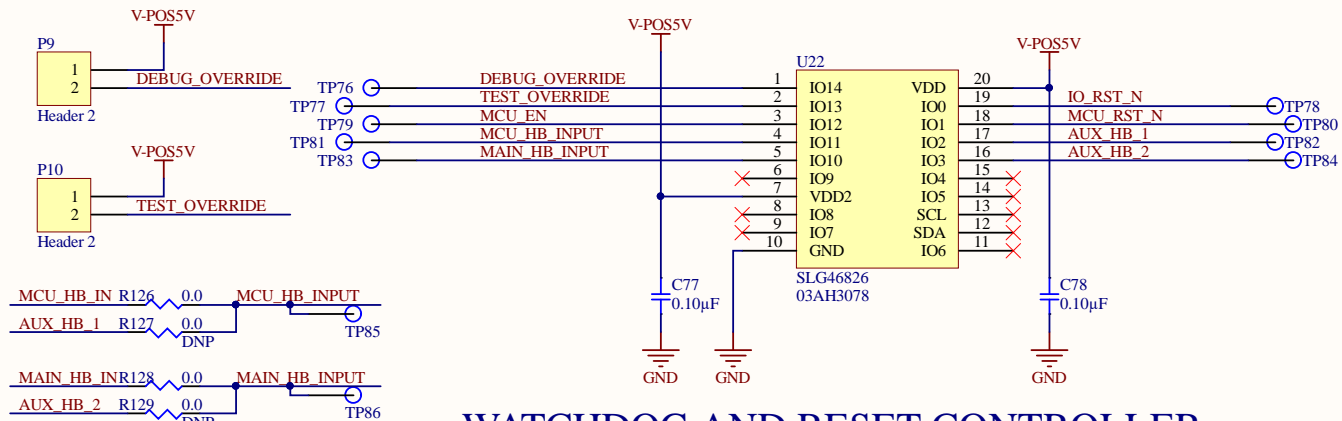 V-POS5V
P9
1
2
DEBUG_OVERRIDE
Header 2
V-POS5V
P10
1
2
TEST_OVERRIDE
Header 2
MCU_HB_IN R126 0.0 MCU_HB_INPUT
AUX_HB_1 R127 0.0
DNP
TP85
MAIN_HB_IN R128 0.0 MAIN_HB_INPUT
AUX_HB_2 R129 0.0
DNP
TP86
V-POS5V
V-POS5V
U22
TP76 DEBUG_OVERRIDE 1 IO14 VDD 20
TP77 TEST_OVERRIDE 2 IO13 IO0 19 IO_RST_N TP78
TP79 MCU_EN 3 IO12 IO1 18 MCU_RST_N TP80
TP81 MCU_HB_INPUT 4 IO11 IO2 17 AUX_HB_1 TP82
TP83 MAIN_HB_INPUT 5 IO10 IO3 16 AUX_HB_2 TP84
6 IO9 IO4 15
7 VDD2 IO5 14
8 IO8 SCL 13
9 IO7 SDA 12
10 GND IO6 11
SLG46826
03AH3078
C77
0.10µF
C78
0.10µF
GND
GND
GND
WATCHDOG AND RESET CONTROLLER